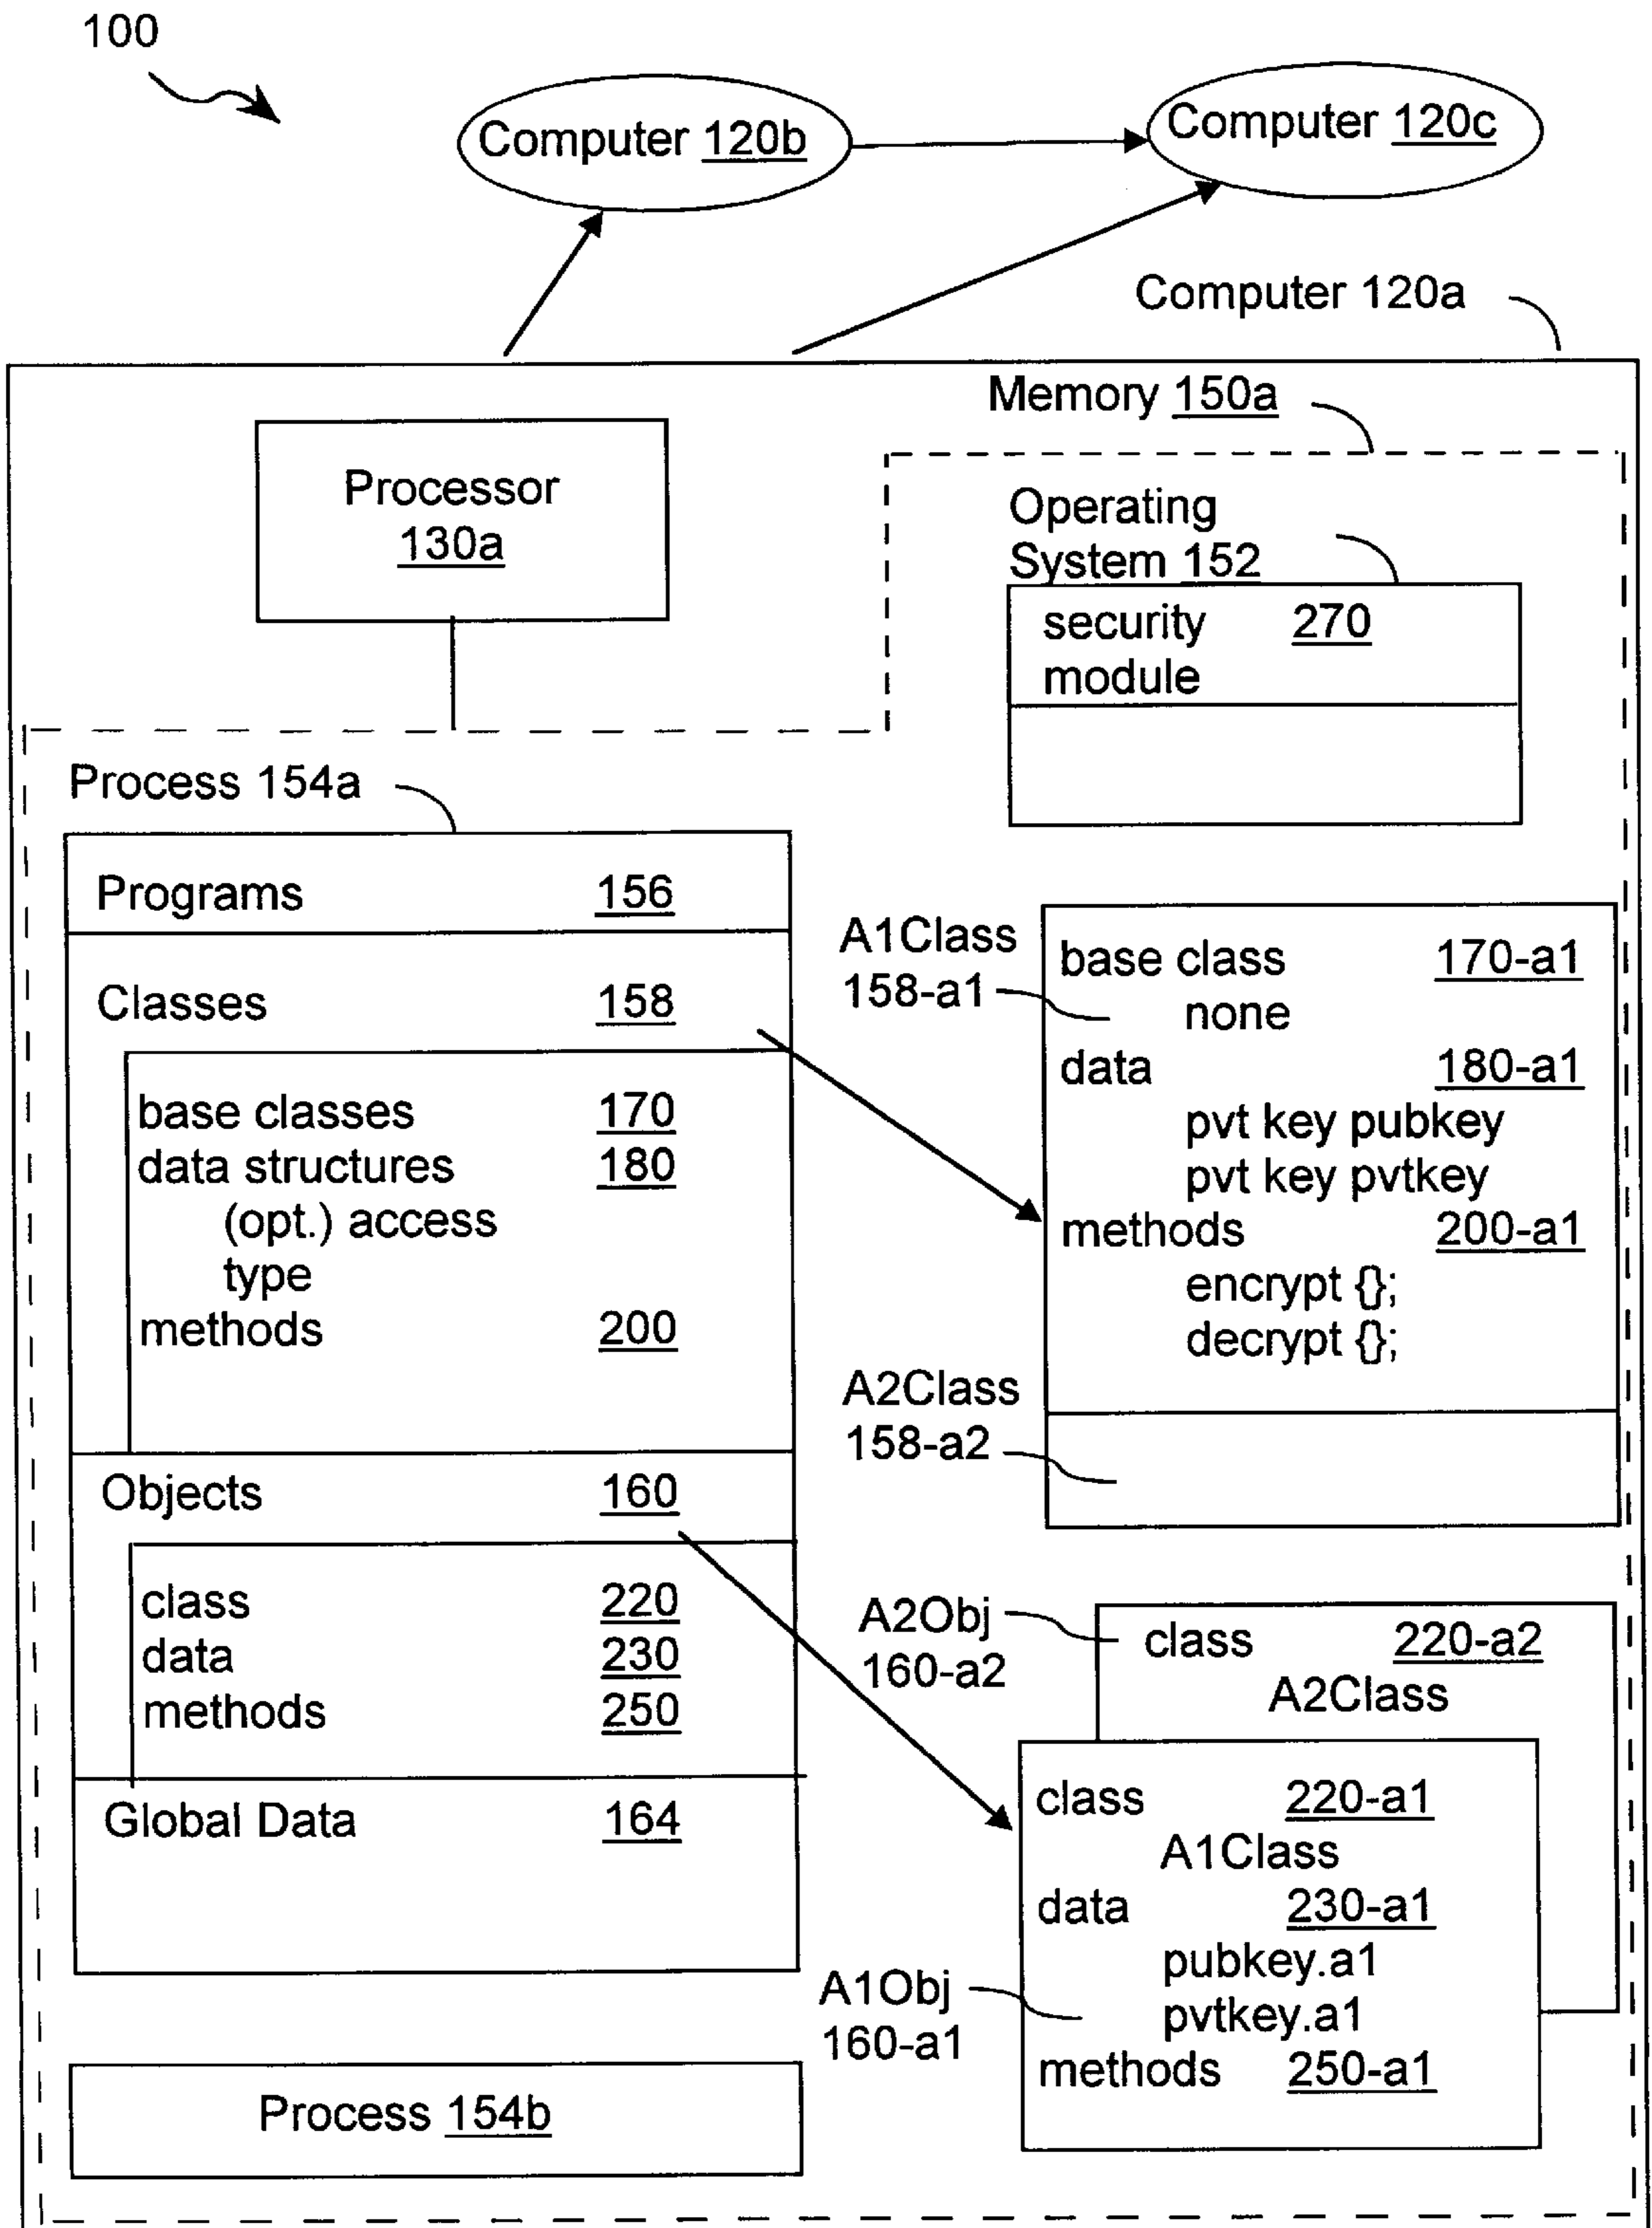 100
Computer 120b
Computer 120c
Computer 120a
Memory 150a
Processor
130a
Operating
System 152
security 270
module
Process 154a
Programs 156
Classes 158
base classes 170
data structures 180
(opt.) access
type
methods 200
Objects 160
class 220
data 230
methods 250
Global Data 164
Process 154b
A1Class
158-a1
base class 170-a1
none
data 180-a1
pvt key pubkey
pvt key pvtkey
methods 200-a1
encrypt {};
decrypt {};
A2Class
158-a2
A2Obj
160-a2
class 220-a2
A2Class
class 220-a1
A1Class
data 230-a1
pubkey.a1
pvtkey.a1
methods 250-a1
A1Obj
160-a1